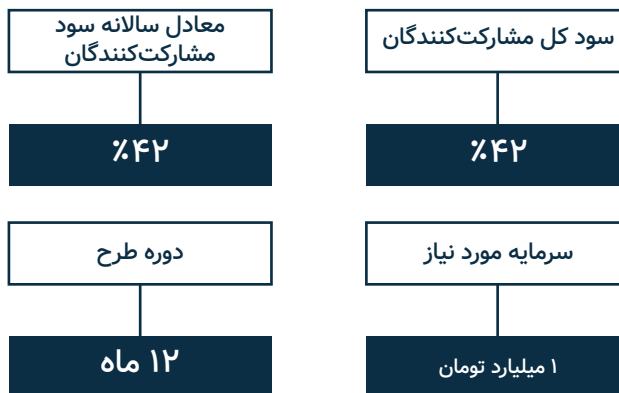 سود کل مشارکت‌کنندگان
٪۴۲
معادل سالانه سود
مشارکت‌کنندگان
٪۴۲
سرمایه مورد نیاز
۱ میلیارد تومان
دوره طرح
۱۲ ماه